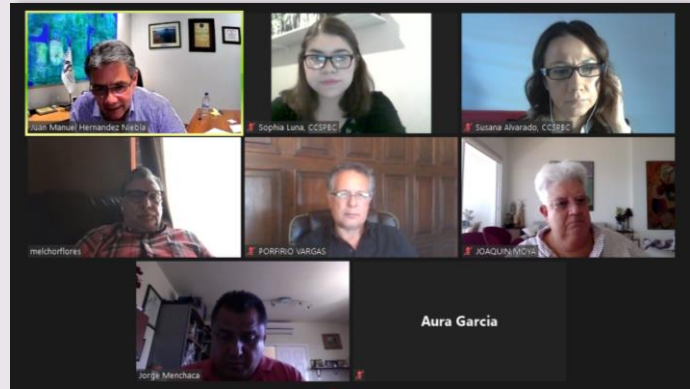 Juan Manuel Hernandez Niebla
Sophia Luna, CCSPBC
Susana Alvarado, CCSPBC
melchorflores
PORFIRIO VARGAS
JOAQUIN MOYA
Jorge Menchaca
Aura Garcia